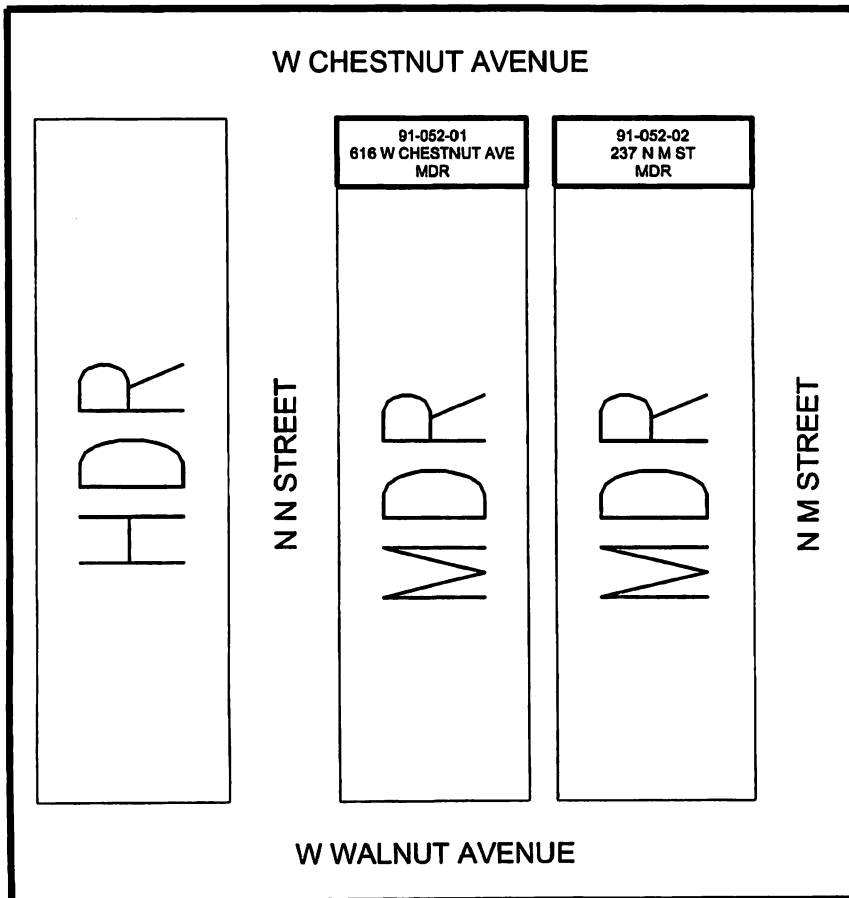 W CHESTNUT AVENUE
91-052-01
616 W CHESTNUT AVE
MDR
91-052-02
237 N M ST
MDR
HDR
N N STREET
MDR
MDR
N M STREET
W WALNUT AVENUE